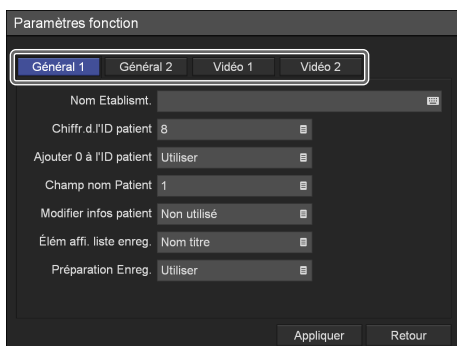 Paramètres fonction
Général 1 Général 2 Vidéo 1 Vidéo 2
Nom Etablismt.
Chiffr.d.l'ID patient 8
Ajouter 0 à l'ID patient Utiliser
Champ nom Patient 1
Modifier infos patient Non utilisé
Élém affi. liste enreg. Nom titre
Préparation Enreg. Utiliser
Appliquer Retour